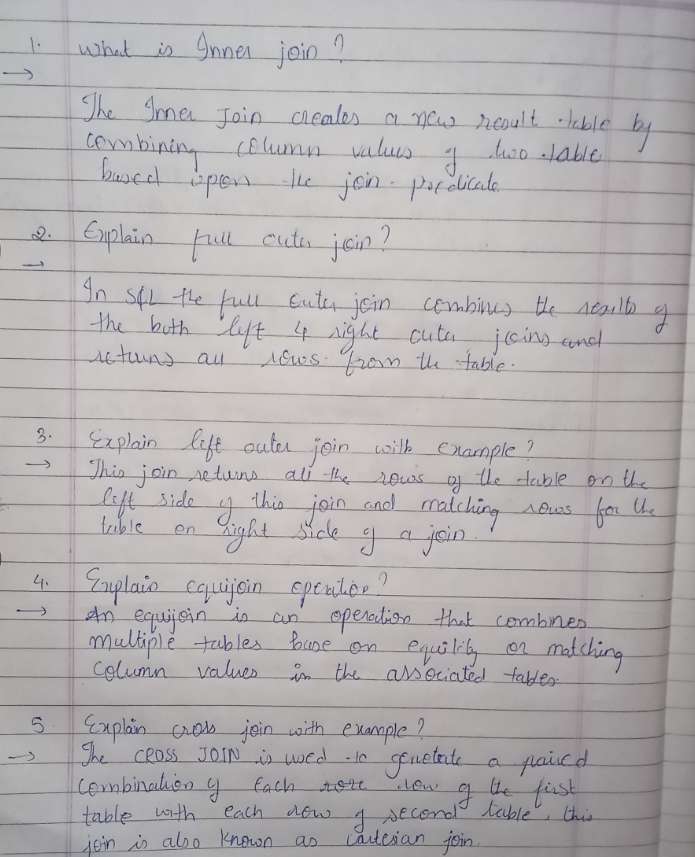 1. What is Inner join?
→
The Inner Join creates a new result table by
combining column values of two table
based upon the join-predicate
2. Explain full outer join?
→
In SQL the full outer join combines the results of
the both left & right outer joins and
returns all rows from the table.
3. Explain left outer join with example?
→ This join returns all the rows of the table on the
left side of this join and matching rows for the
table on right side of a join.
4. Explain equijoin operation?
→ An equijoin is an operation that combines
multiple tables base on equility or matching
column values in the associated tables.
5 Explain cross join with example?
→ The CROSS JOIN is used to generate a paired
combination of each row of the first
table with each row of second table, this
join is also known as cartesian join.